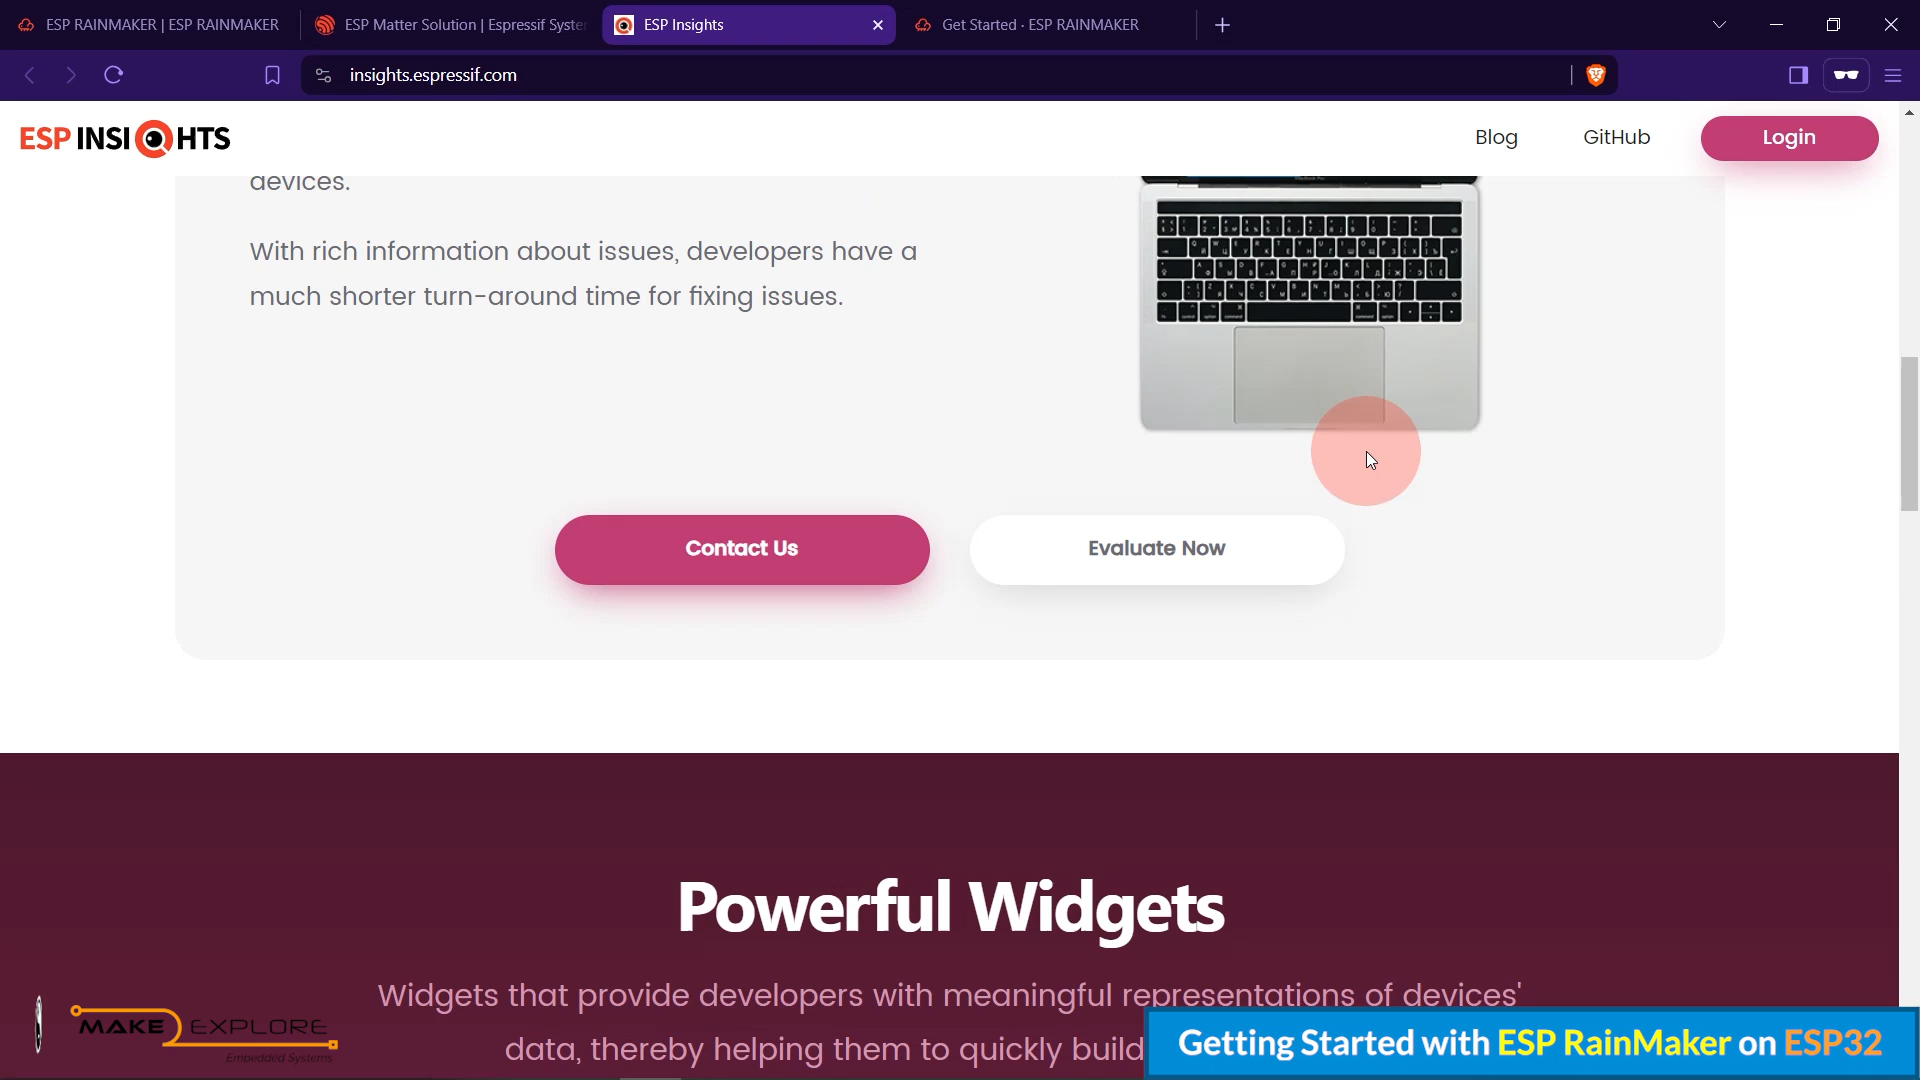 ESP RAINMAKER | ESP RAINMAKER
ESP Matter Solution | Espressif Syste
ESP Insights
Get Started · ESP RAINMAKER
insights.espressif.com
ESP INSIGHTS
Blog
GitHub
Login
devices.
With rich information about issues, developers have a
much shorter turn-around time for fixing issues.
Contact Us
Evaluate Now
Powerful Widgets
Widgets that provide developers with meaningful representations of devices'
data, thereby helping them to quickly build
MAKE EXPLORE
Embedded Systems
Getting Started with ESP RainMaker on ESP32